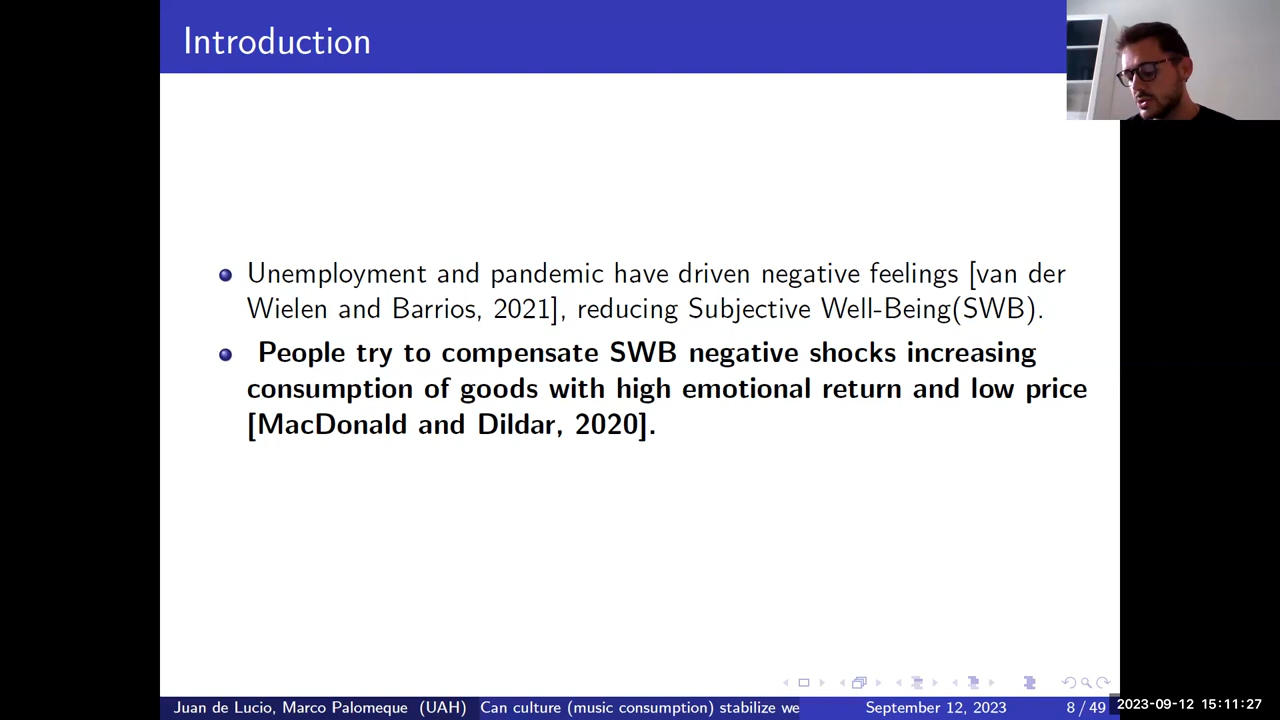 Introduction
Unemployment and pandemic have driven negative feelings [van der
Wielen and Barrios, 2021], reducing Subjective Well-Being(SWB).
People try to compensate SWB negative shocks increasing
consumption of goods with high emotional return and low price
[MacDonald and Dildar, 2020].
Juan de Lucio, Marco Palomeque (UAH) Can culture (music consumption) stabilize we September 12, 2023 8 / 49
2023-09-12 15:11:27